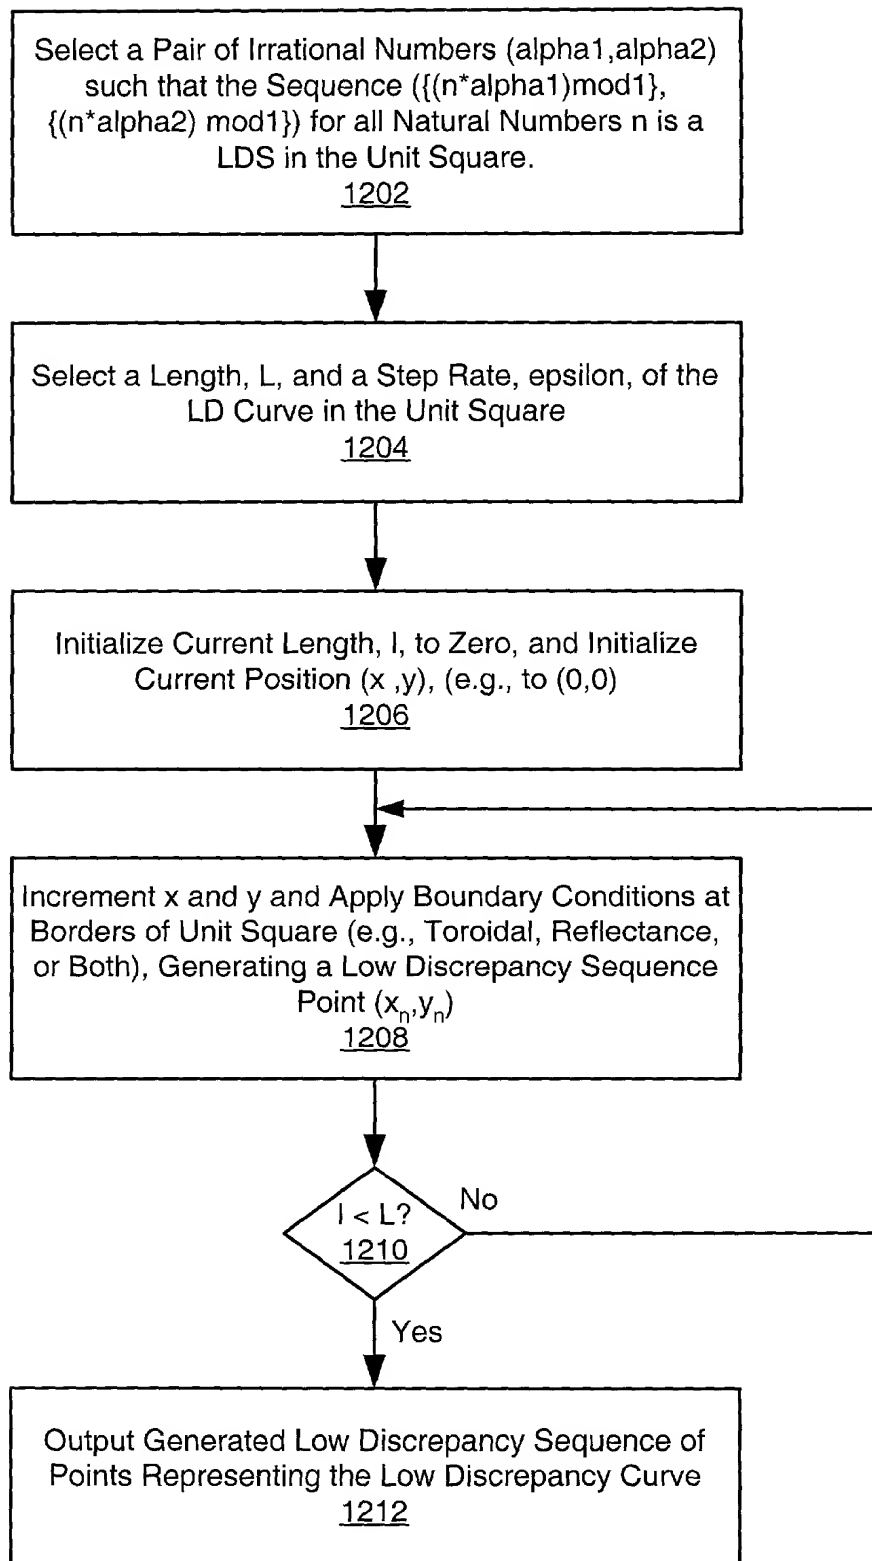 Select a Pair of Irrational Numbers (alpha1,alpha2)
such that the Sequence ({(n*alpha1)mod1},
{(n*alpha2) mod1}) for all Natural Numbers n is a
LDS in the Unit Square.
1202
Select a Length, L, and a Step Rate, epsilon, of the
LD Curve in the Unit Square
1204
Initialize Current Length, l, to Zero, and Initialize
Current Position (x ,y), (e.g., to (0,0)
1206
Increment x and y and Apply Boundary Conditions at
Borders of Unit Square (e.g., Toroidal, Reflectance,
or Both), Generating a Low Discrepancy Sequence
Point (xn,yn)
1208
l < L?
1210
No
Yes
Output Generated Low Discrepancy Sequence of
Points Representing the Low Discrepancy Curve
1212